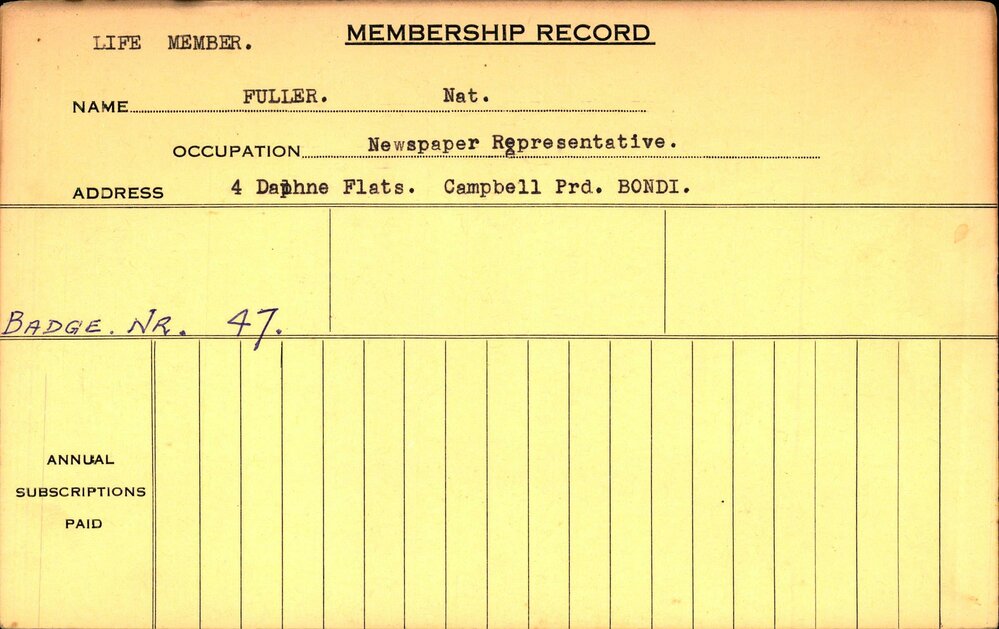 LIFE MEMBER.
MEMBERSHIP RECORD
NAME FULLER. Nat.
OCCUPATION Newspaper Representative.
ADDRESS 4 Daphne Flats. Campbell Prd. BONDI.
BADGE. NR. 47.
ANNUAL
SUBSCRIPTIONS
PAID